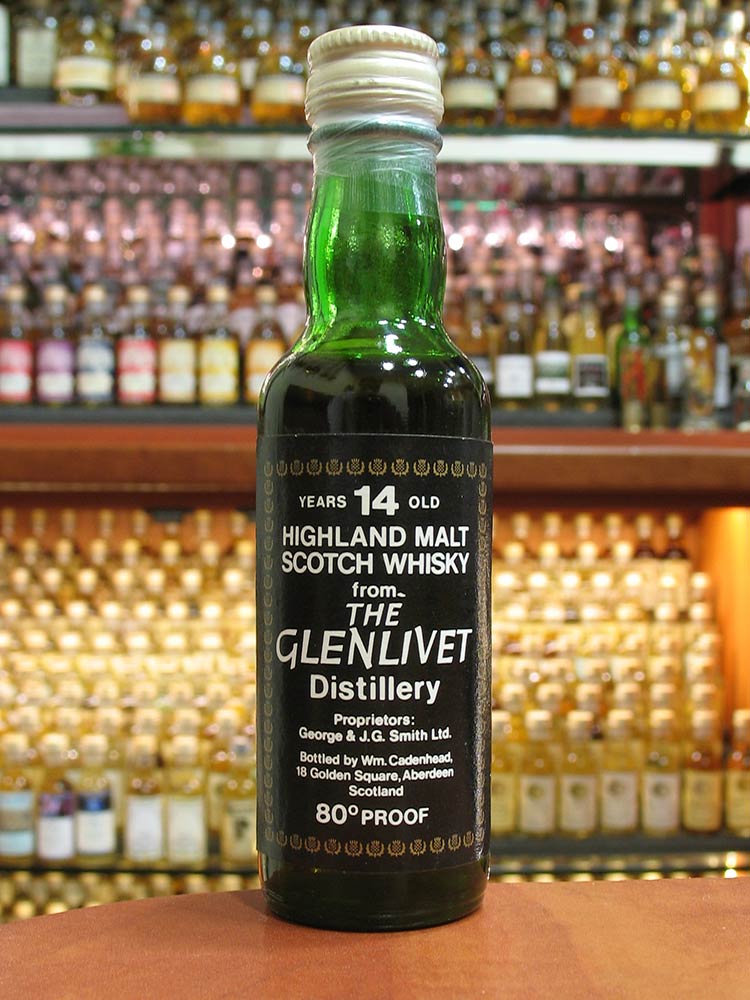 YEARS 14 OLD
HIGHLAND MALT
SCOTCH WHISKY
from
THE
GLENLIVET
Distillery
Proprietors:
George & J.G. Smith Ltd.
Bottled by Wm. Cadenhead,
18 Golden Square, Aberdeen
Scotland
80° PROOF